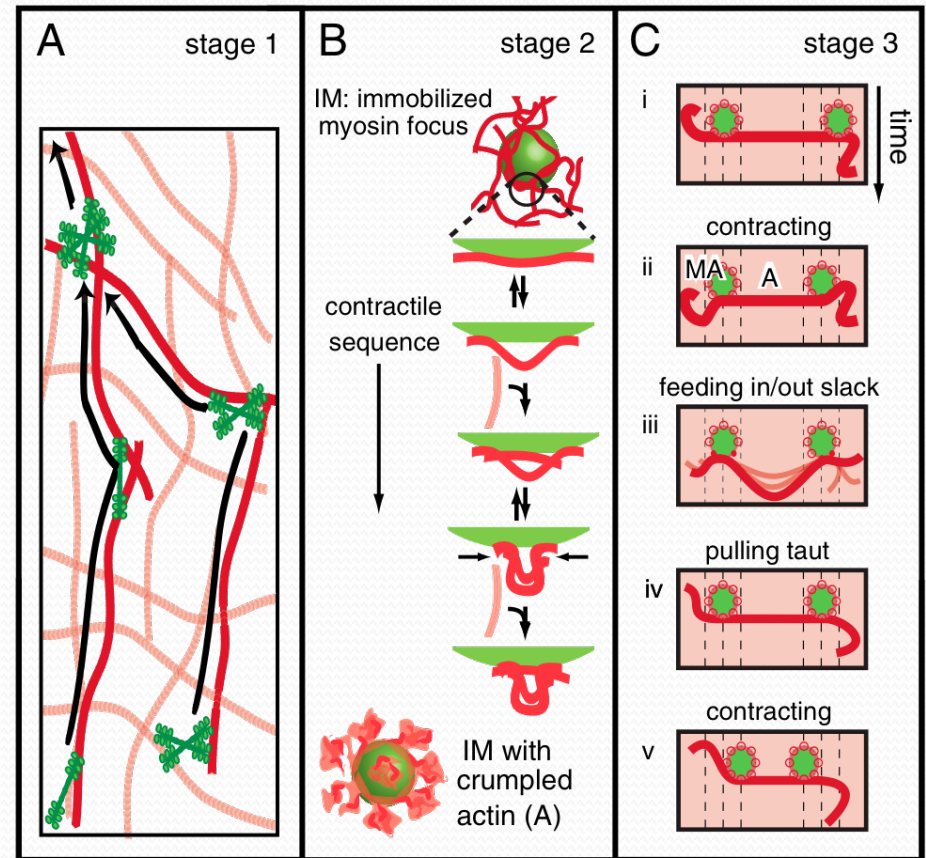 A
stage 1
B
stage 2
IM: immobilized
myosin focus
contractile
sequence
IM with
crumpled
actin (A)
C
stage 3
i
time
contracting
ii
MA
A
feeding in/out slack
iii
pulling taut
iv
contracting
v